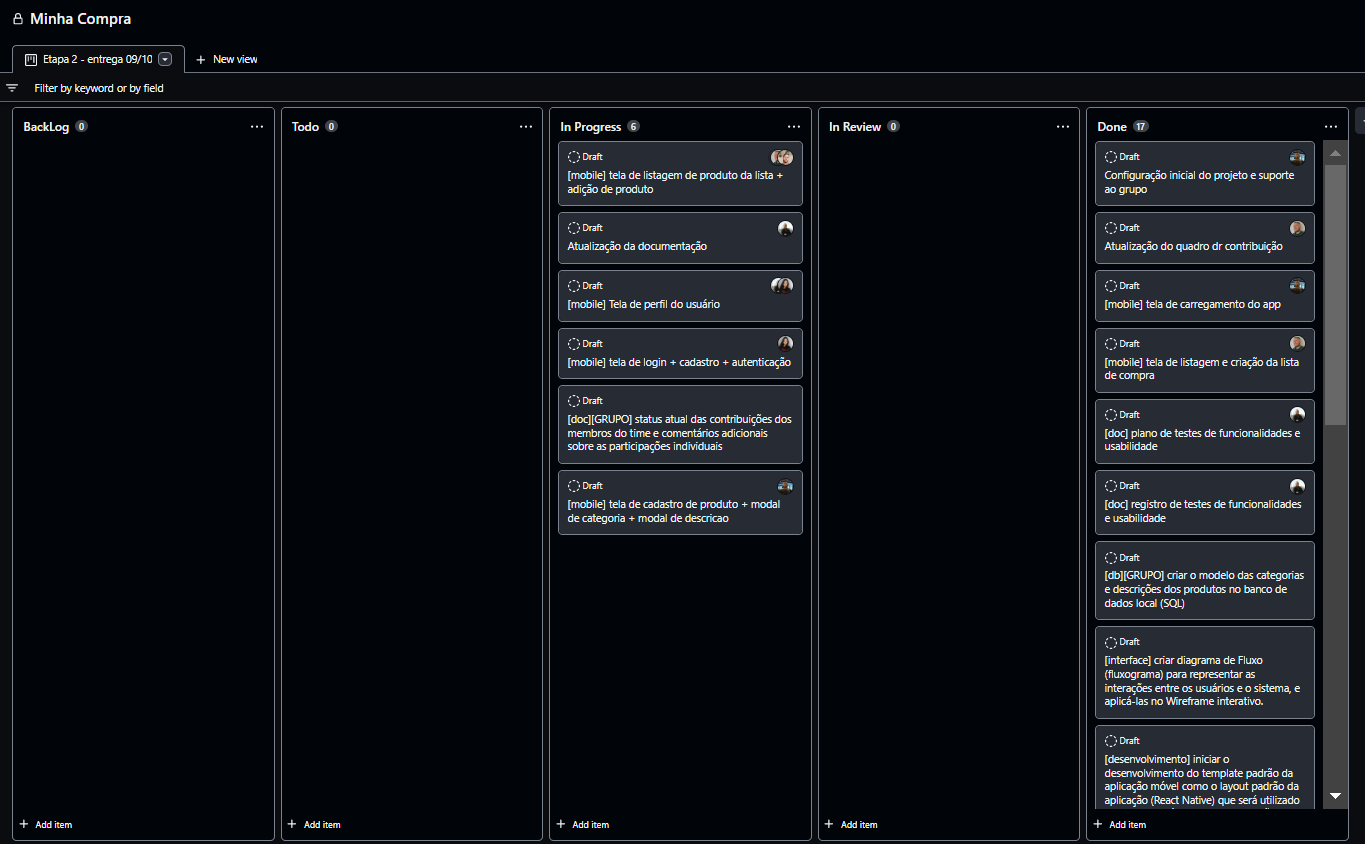 Minha Compra
Etapa 2 - entrega 09/10
New view
Filter by keyword or by field
BackLog 0
Add item
Todo 0
Add item
In Progress 6
Draft
[mobile] tela de listagem de produto da lista +
adição de produto
Draft
Atualização da documentação
Draft
[mobile] Tela de perfil do usuário
Draft
[mobile] tela de login + cadastro + autenticação
Draft
[doc][GRUPO] status atual das contribuições dos
membros do time e comentários adicionais
sobre as participações individuais
Draft
[mobile] tela de cadastro de produto + modal
de categoria + modal de descricao
Add item
In Review 0
Add item
Done 17
Draft
Configuração inicial do projeto e suporte
ao grupo
Draft
Atualização do quadro dr contribuição
Draft
[mobile] tela de carregamento do app
Draft
[mobile] tela de listagem e criação da lista
de compra
Draft
[doc] plano de testes de funcionalidades e
usabilidade
Draft
[doc] registro de testes de funcionalidades
e usabilidade
Draft
[db][GRUPO] criar o modelo das categorias
e descrições dos produtos no banco de
dados local (SQL)
Draft
[interface] criar diagrama de Fluxo
(fluxograma) para representar as
interações entre os usuários e o sistema, e
aplicá-las no Wireframe interativo.
Draft
[desenvolvimento] iniciar o
desenvolvimento do template padrão da
aplicação móvel como o layout padrão da
aplicação (React Native) que será utilizado
Add item